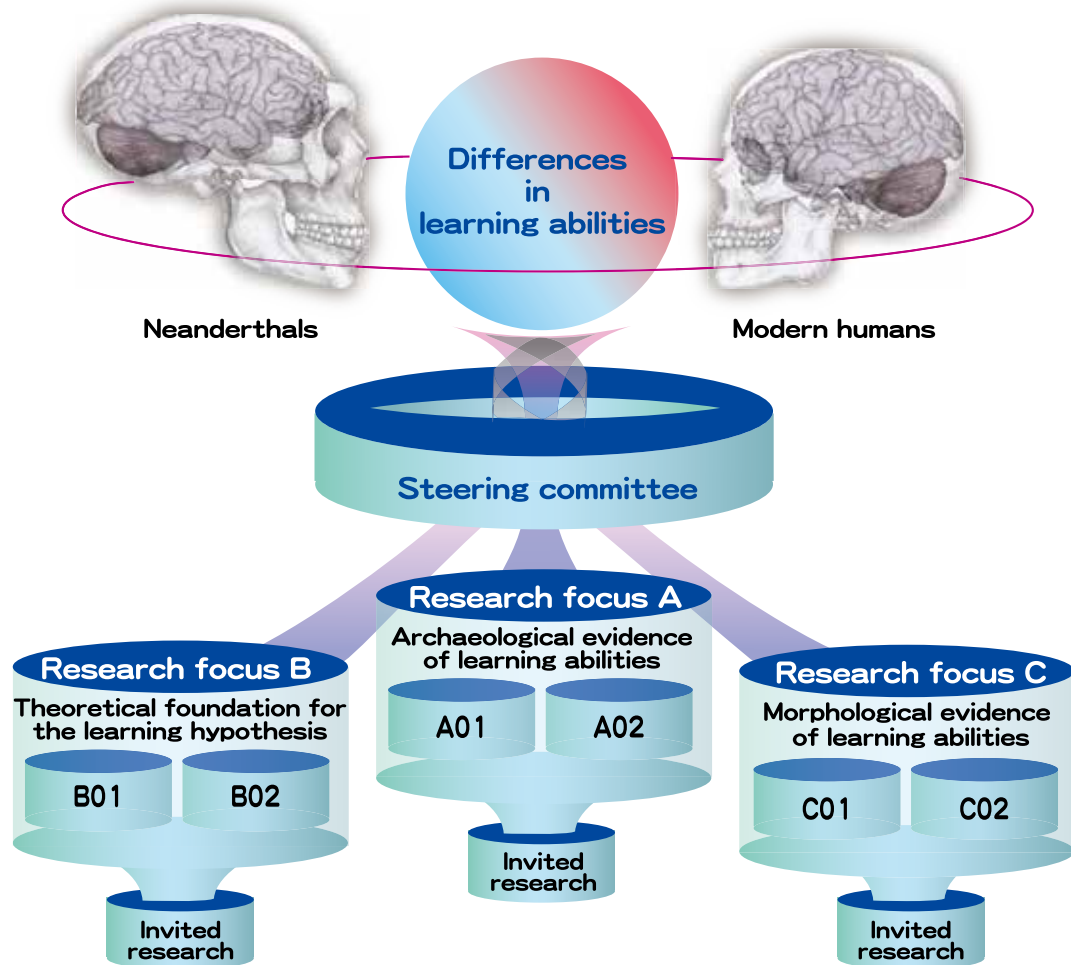 Differences
in
learning abilities
Neanderthals
Modern humans
Steering committee
Research focus A
Archaeological evidence
of learning abilities
A01
A02
Invited
research
Research focus B
Theoretical foundation for
the learning hypothesis
B01
B02
Invited
research
Research focus C
Morphological evidence
of learning abilities
C01
C02
Invited
research